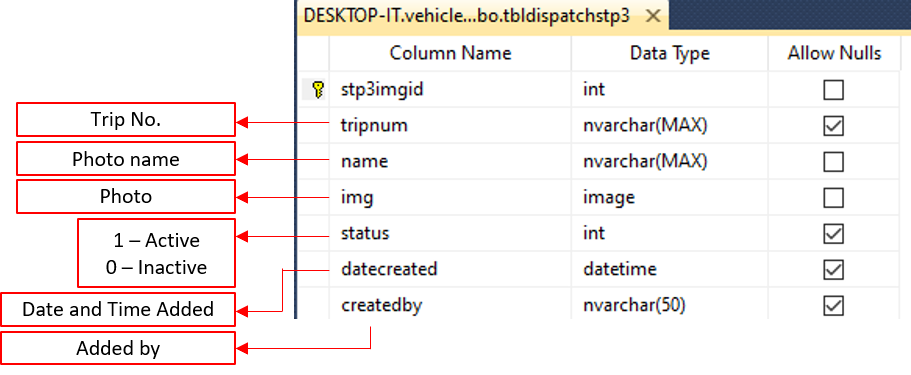 DESKTOP-IT.vehicle...bo.tbldispatchstp3
Column Name Data Type Allow Nulls
stp3imgid int
Trip No. tripnum nvarchar(MAX)
Photo name name nvarchar(MAX)
Photo img image
1 – Active
0 – Inactive
status int
datecreated datetime
Date and Time Added createdby nvarchar(50)
Added by